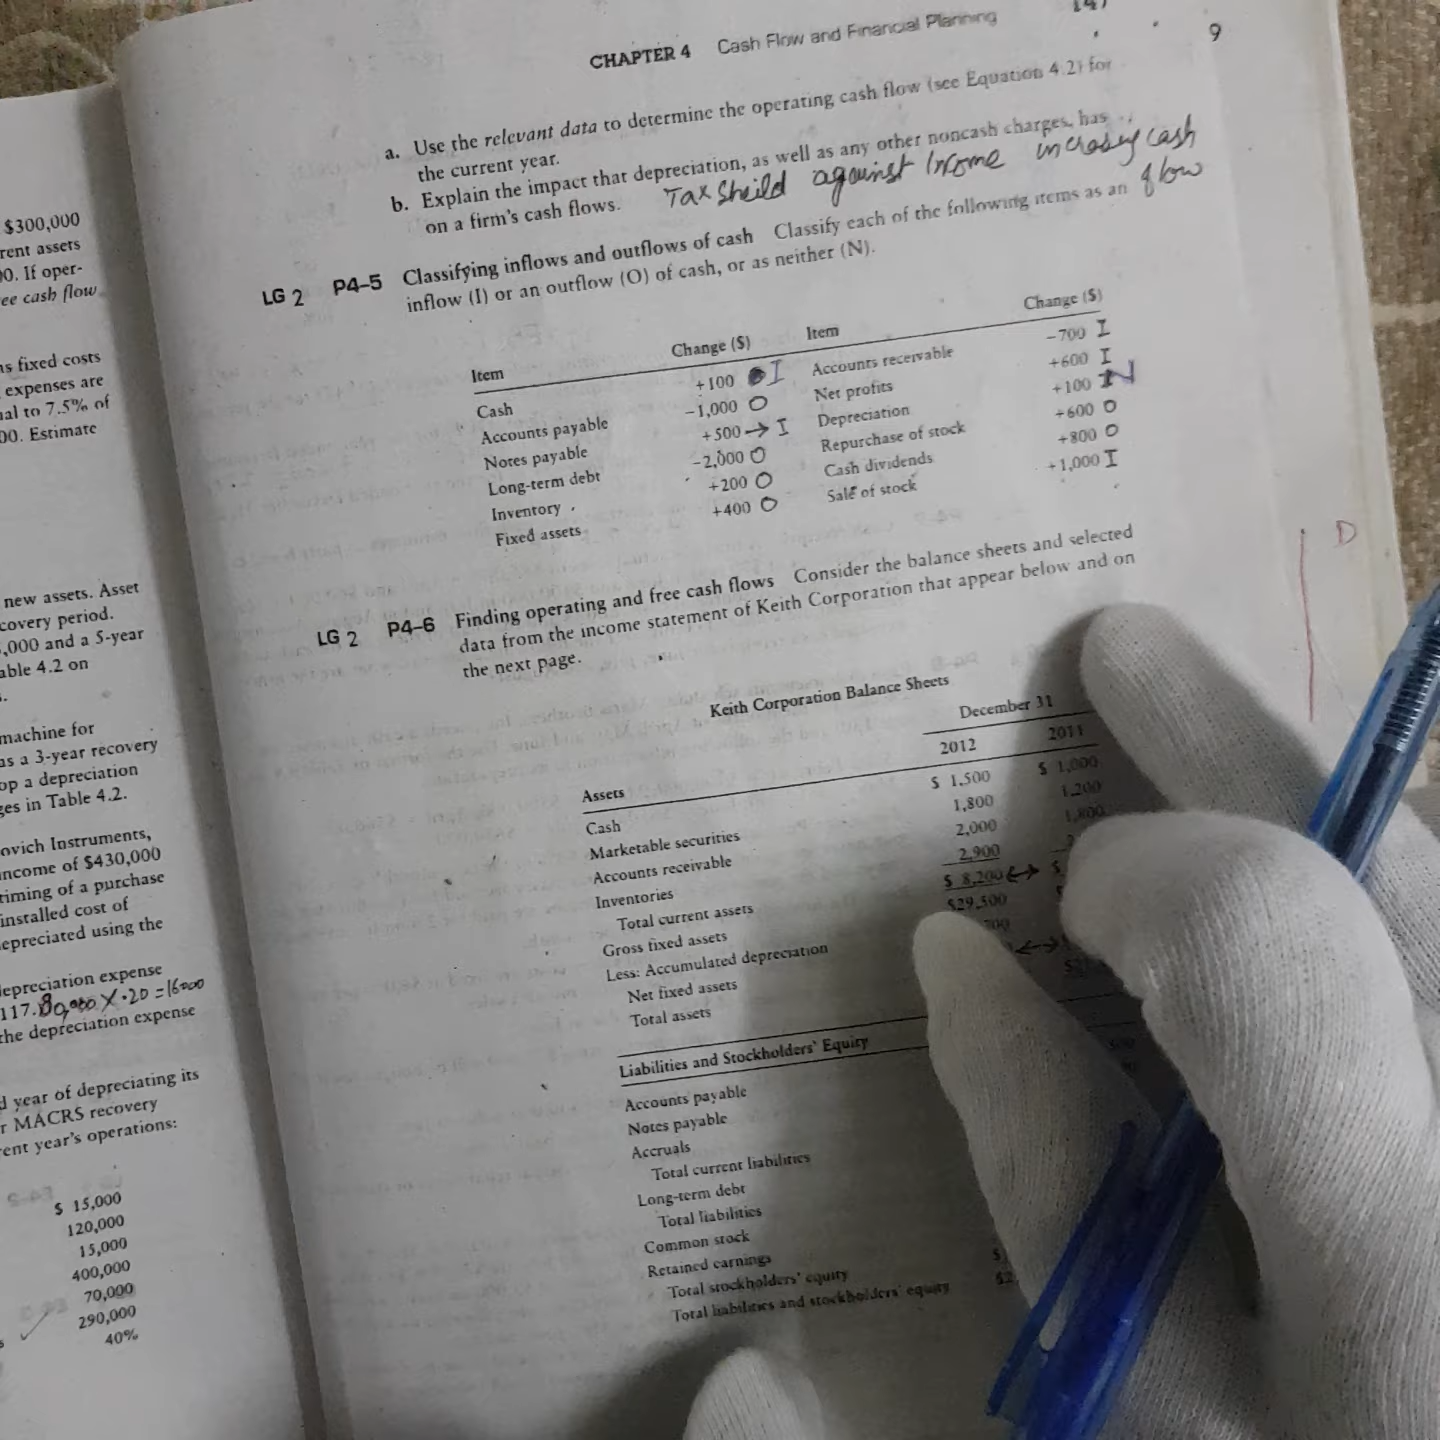 $300,000
rent assets
0. If oper-
ee cash flow
as fixed costs
expenses are
al to 7.5% of
00. Estimate
new assets. Asset
covery period.
,000 and a 5-year
able 4.2 on
machine for
as a 3-year recovery
op a depreciation
ges in Table 4.2.
ovich Instruments,
ncome of $430,000
timing of a purchase
installed cost of
epreciated using the
epreciation expense
117. 80,000 X .20 = 16000
the depreciation expense
d year of depreciating its
r MACRS recovery
ent year's operations:
$ 15,000
120,000
15,000
400,000
70,000
290,000
40%
CHAPTER 4 Cash Flow and Financial Planning 147
9
a. Use the relevant data to determine the operating cash flow (see Equation 4.2) for
the current year.
b. Explain the impact that depreciation, as well as any other noncash charges, has
on a firm's cash flows. Tax Sheild against Income increasing cash
flow
LG 2 P4–5 Classifying inflows and outflows of cash Classify each of the following items as an
inflow (I) or an outflow (O) of cash, or as neither (N).
Item Change ($) Item Change ($)
Cash +100 I Accounts receivable −700 I
Accounts payable −1,000 O Net profits +600 I
Notes payable +500 → I Depreciation +100 N
Long-term debt −2,000 O Repurchase of stock +600 O
Inventory +200 O Cash dividends +800 O
Fixed assets +400 O Sale of stock +1,000 I
D
LG 2 P4–6 Finding operating and free cash flows Consider the balance sheets and selected
data from the income statement of Keith Corporation that appear below and on
the next page.
Keith Corporation Balance Sheets
December 31
Assets 2012 2011
Cash $ 1,500 $ 1,000
Marketable securities 1,800 1,200
Accounts receivable 2,000 1,800
Inventories 2,900
Total current assets $ 8,200 ↔ $
Gross fixed assets $29,500
Less: Accumulated depreciation 700
Net fixed assets ↔
Total assets
Liabilities and Stockholders' Equity
Accounts payable
Notes payable
Accruals
Total current liabilities
Long-term debt
Total liabilities
Common stock
Retained earnings
Total stockholders' equity
Total liabilities and stockholders' equity